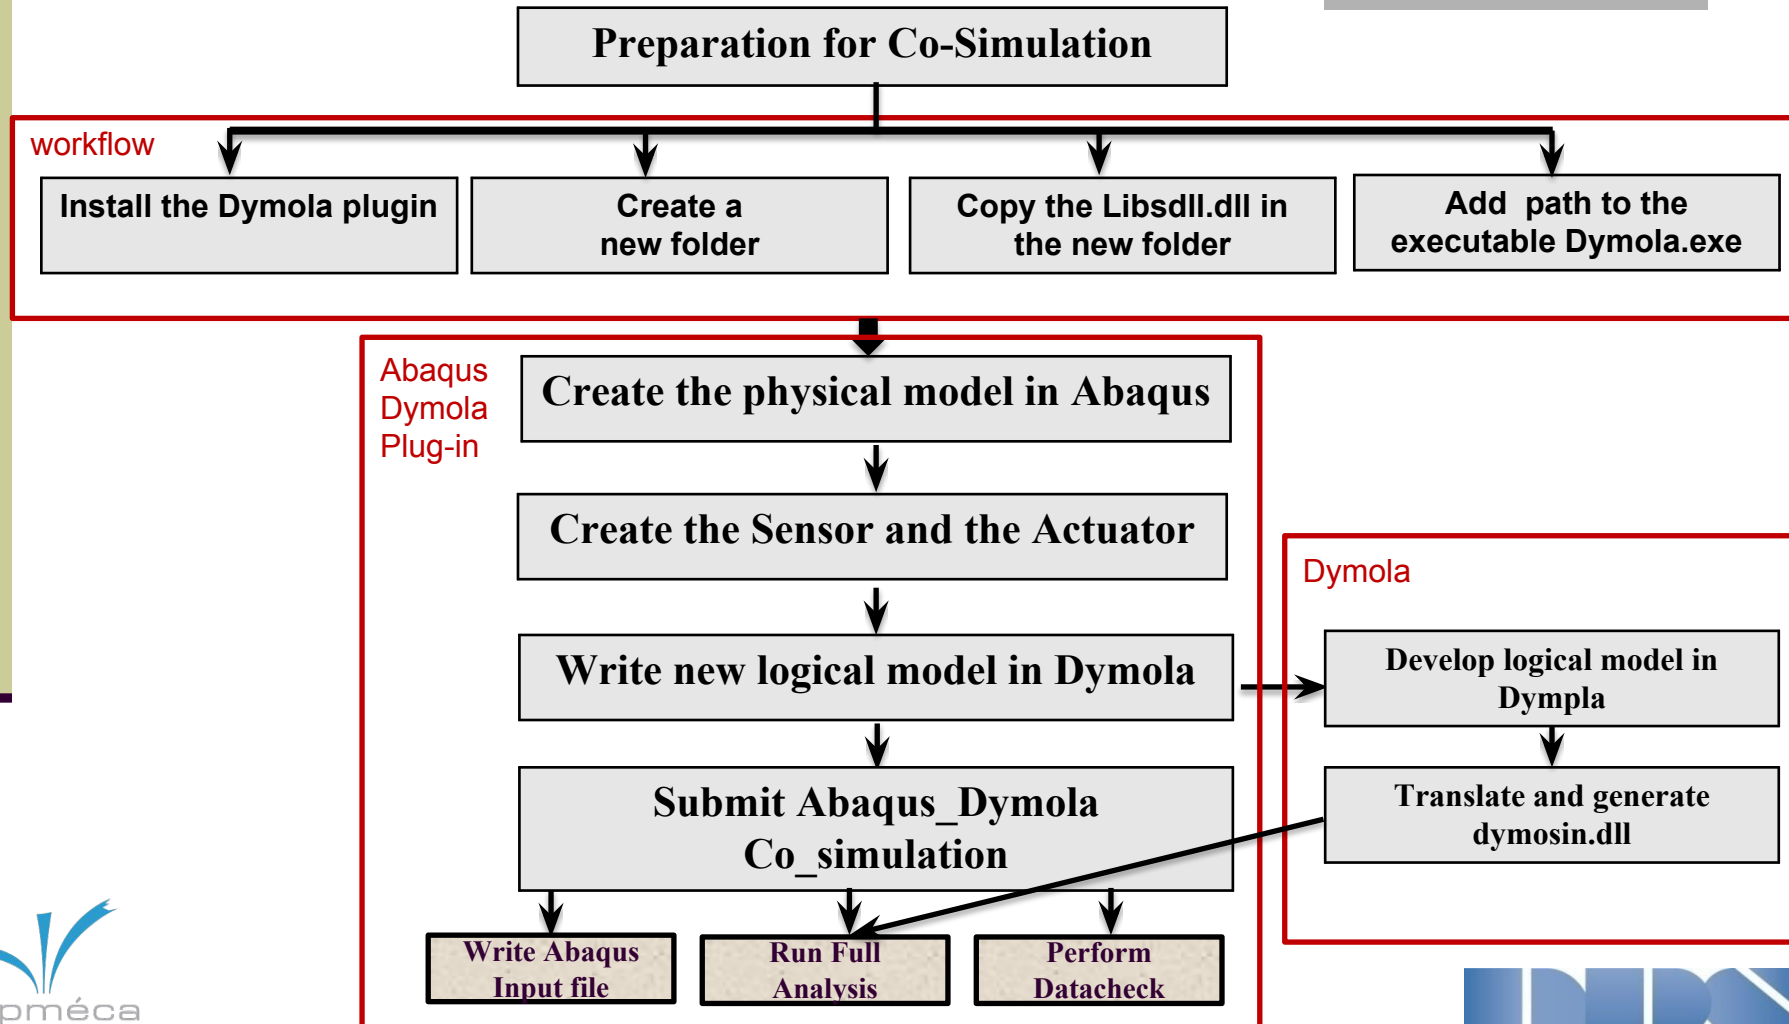 Preparation for Co-Simulation
workflow
Install the Dymola plugin
Create a
new folder
Copy the Libsdll.dll in
the new folder
Add path to the
executable Dymola.exe
Abaqus
Dymola
Plug-in
Create the physical model in Abaqus
Create the Sensor and the Actuator
Write new logical model in Dymola
Submit Abaqus_Dymola
Co_simulation
Write Abaqus
Input file
Run Full
Analysis
Perform
Datacheck
Dymola
Develop logical model in
Dympla
Translate and generate
dymosin.dll
pméca